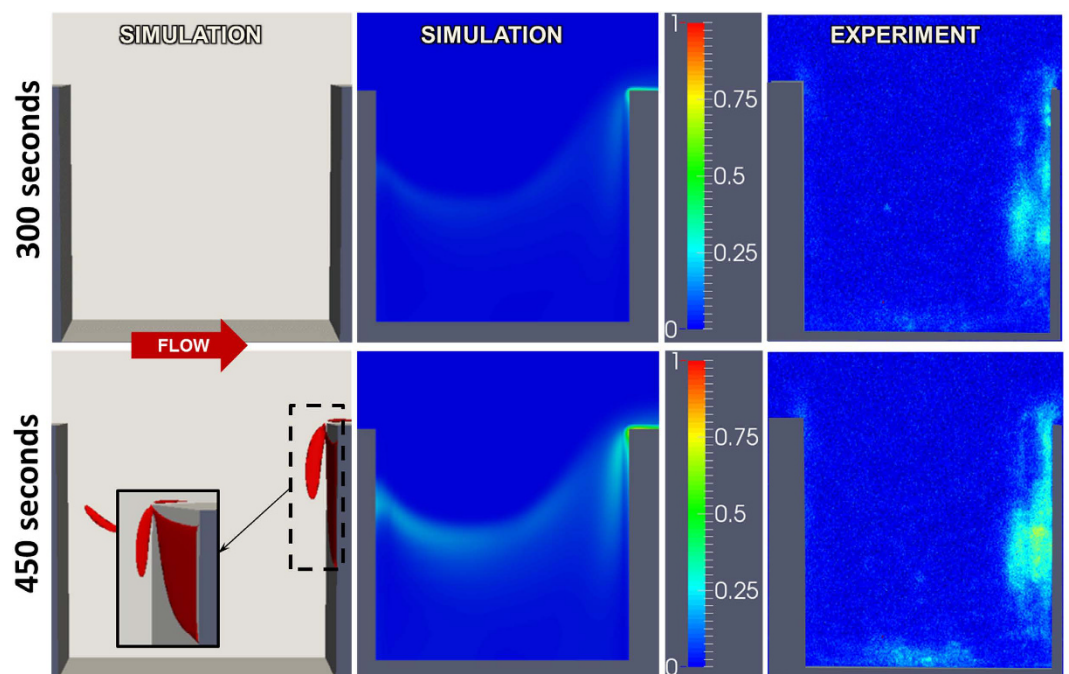 SIMULATION
SIMULATION
EXPERIMENT
300 seconds
1
0.75
0.5
0.25
0
FLOW
450 seconds
1
0.75
0.5
0.25
0